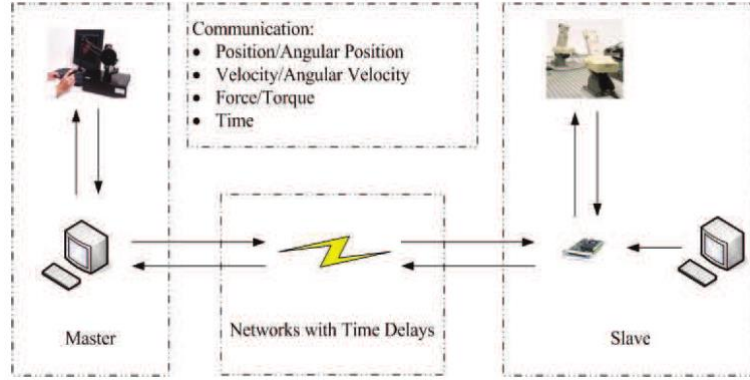 Communication:
• Position/Angular Position
• Velocity/Angular Velocity
• Force/Torque
• Time
Networks with Time Delays
Master
Slave